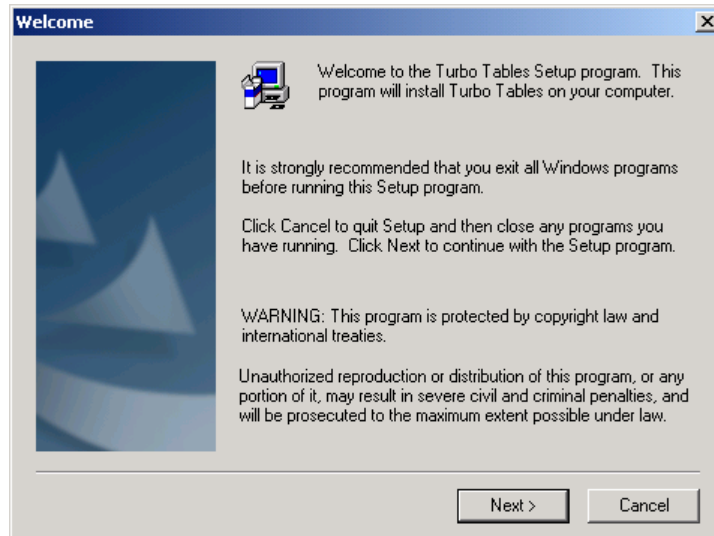 Welcome
Welcome to the Turbo Tables Setup program. This
program will install Turbo Tables on your computer.
It is strongly recommended that you exit all Windows programs
before running this Setup program.
Click Cancel to quit Setup and then close any programs you
have running. Click Next to continue with the Setup program.
WARNING: This program is protected by copyright law and
international treaties.
Unauthorized reproduction or distribution of this program, or any
portion of it, may result in severe civil and criminal penalties, and
will be prosecuted to the maximum extent possible under law.
Next >
Cancel